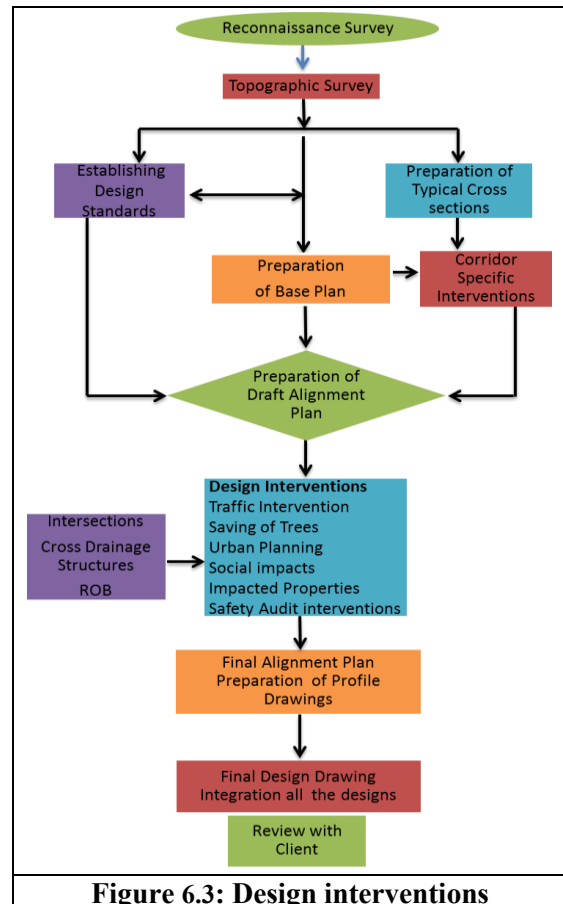 Reconnaissance Survey
Topographic Survey
Establishing
Design
Standards
Preparation of
Typical Cross
sections
Preparation
of Base Plan
Corridor
Specific
Interventions
Preparation of
Draft Alignment
Plan
Intersections
Cross Drainage
Structures
ROB
Design Interventions
Traffic Intervention
Saving of Trees
Urban Planning
Social impacts
Impacted Properties
Safety Audit interventions
Final Alignment Plan
Preparation of Profile
Drawings
Final Design Drawing
Integration all the designs
Review with
Client
Figure 6.3: Design interventions